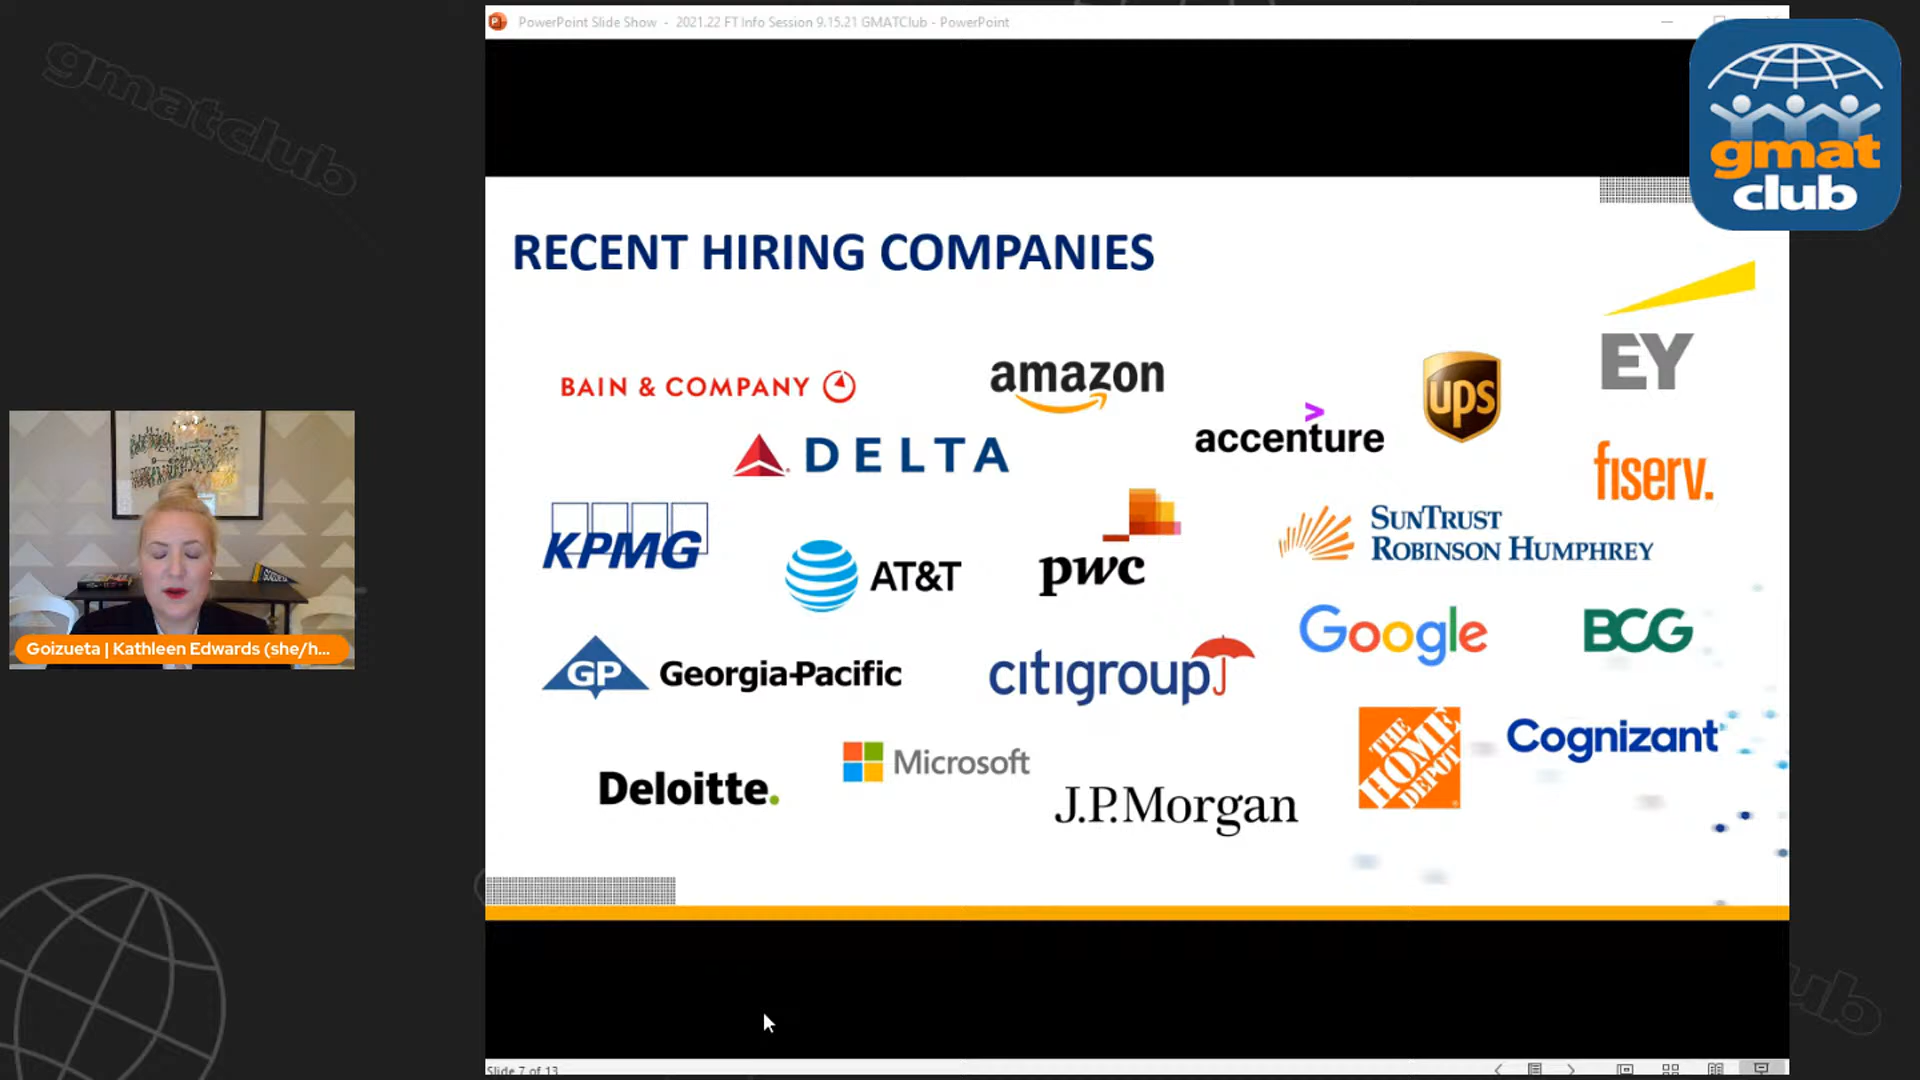 PowerPoint Slide Show - 2021.22 FT Info Session 9.15.21 GMATClub - PowerPoint
gmatclub
gmat
club
RECENT HIRING COMPANIES
EY
BAIN & COMPANY
amazon
ups
accenture
DELTA
fiserv.
KPMG
AT&T
pwc
SUNTRUST
ROBINSON HUMPHREY
Google
BCG
GP Georgia-Pacific
citigroup
THE
HOME
DEPOT
Cognizant
Microsoft
Deloitte.
J.P.Morgan
GOIZUETA
Goizueta | Kathleen Edwards (she/h...
Slide 7 of 13